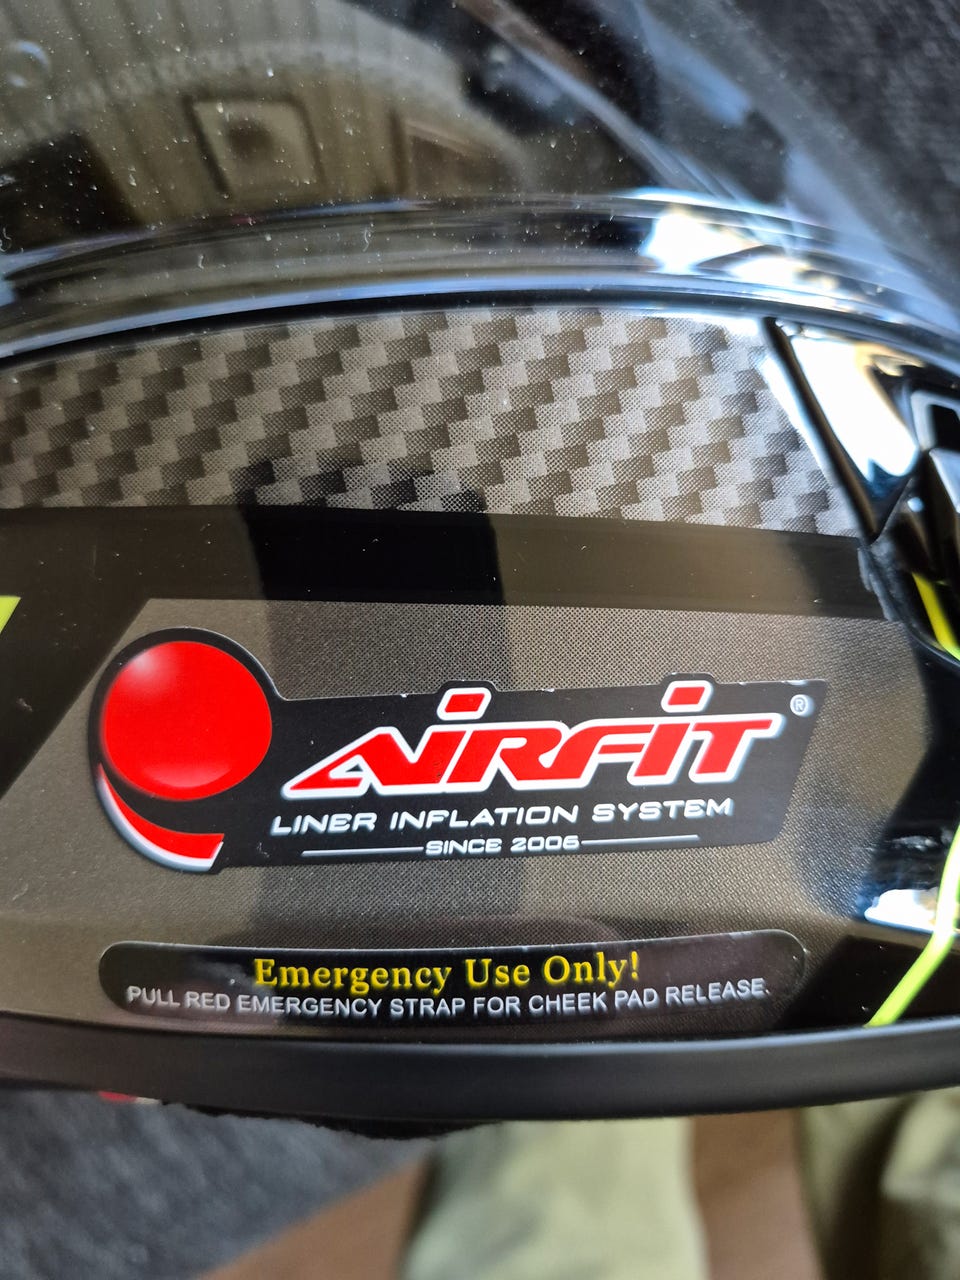 AIRFIT ®
LINER INFLATION SYSTEM
SINCE 2006
Emergency Use Only!
PULL RED EMERGENCY STRAP FOR CHEEK PAD RELEASE.